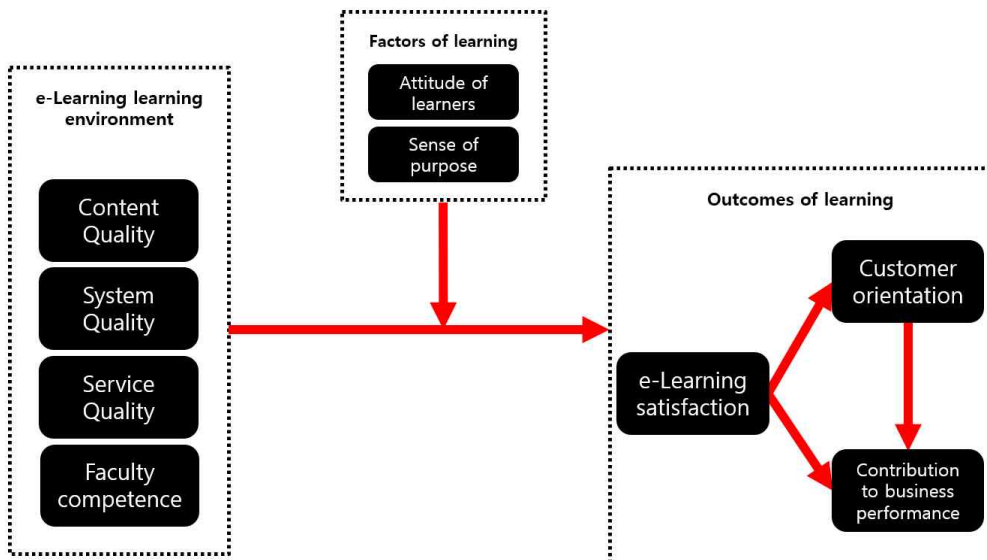 e-Learning learning
environment
Content
Quality
System
Quality
Service
Quality
Faculty
competence
Factors of learning
Attitude of
learners
Sense of
purpose
Outcomes of learning
e-Learning
satisfaction
Customer
orientation
Contribution
to business
performance